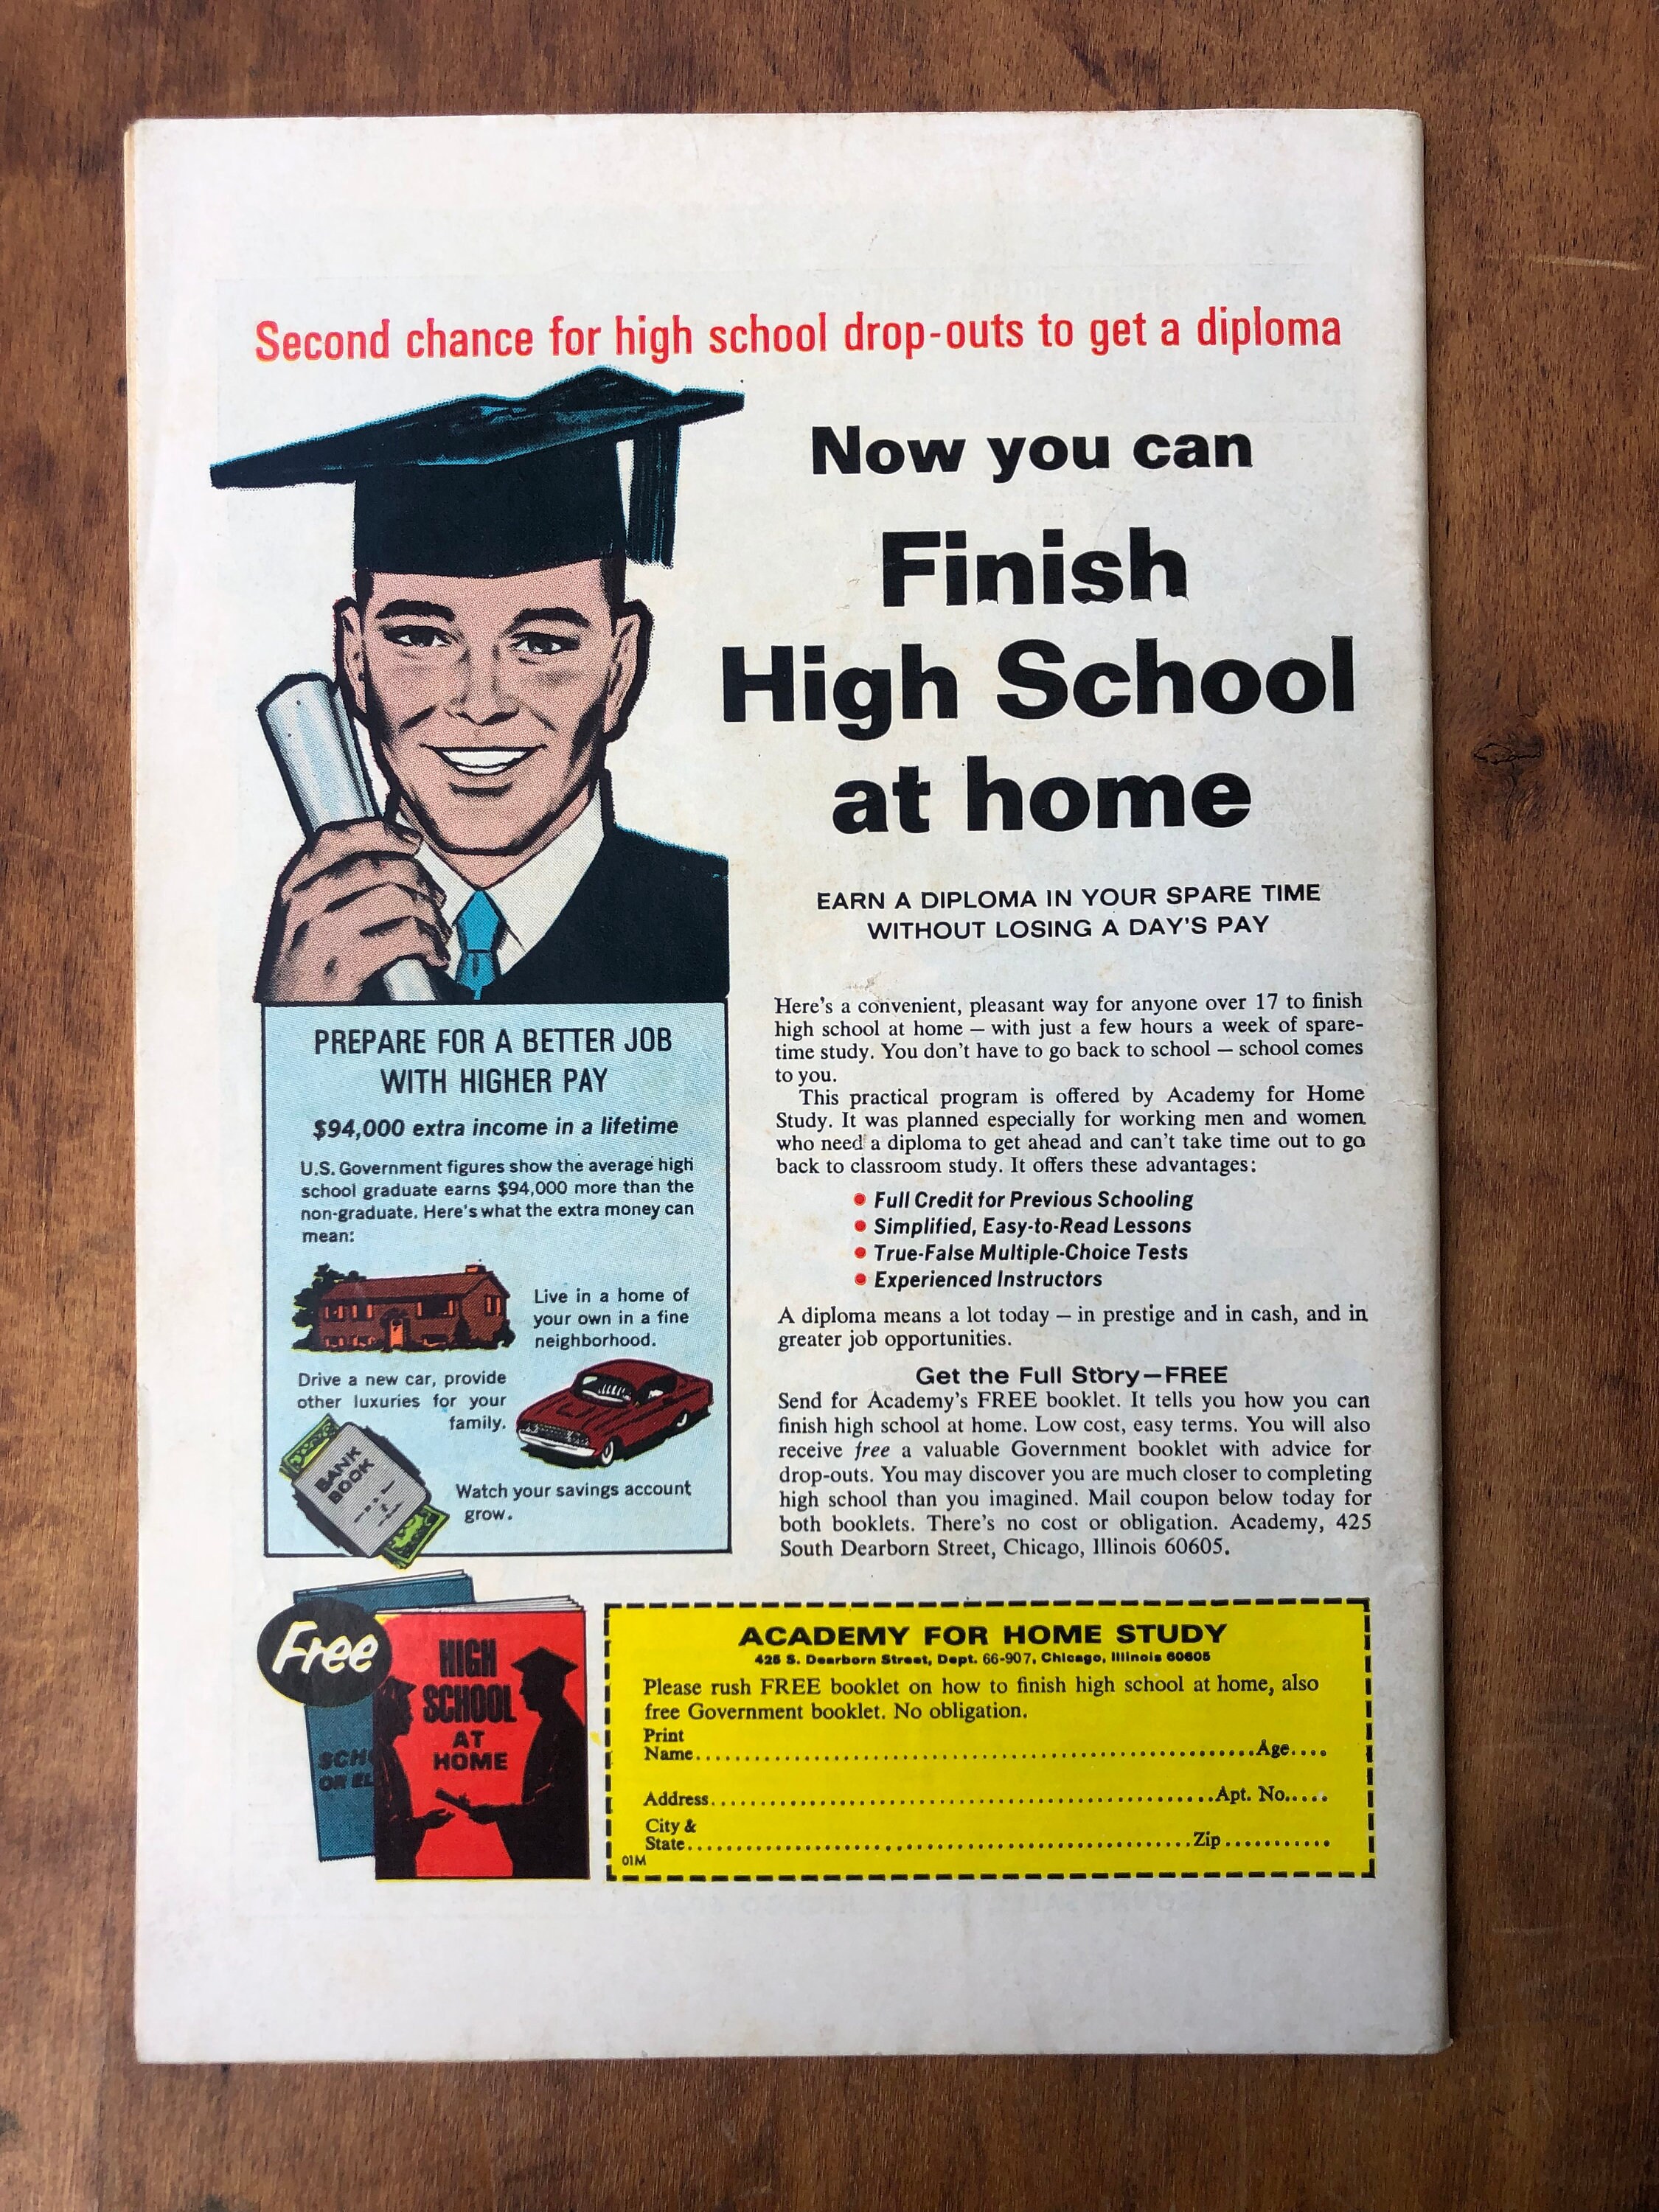 Second chance for high school drop-outs to get a diploma
Now you can
Finish
High School
at home
EARN A DIPLOMA IN YOUR SPARE TIME
WITHOUT LOSING A DAY'S PAY
Here's a convenient, pleasant way for anyone over 17 to finish
high school at home — with just a few hours a week of spare-
time study. You don't have to go back to school — school comes
to you.
This practical program is offered by Academy for Home
Study. It was planned especially for working men and women
who need a diploma to get ahead and can't take time out to go
back to classroom study. It offers these advantages:
• Full Credit for Previous Schooling
• Simplified, Easy-to-Read Lessons
• True-False Multiple-Choice Tests
• Experienced Instructors
A diploma means a lot today — in prestige and in cash, and in
greater job opportunities.
Get the Full Story—FREE
Send for Academy's FREE booklet. It tells you how you can
finish high school at home. Low cost, easy terms. You will also
receive free a valuable Government booklet with advice for
drop-outs. You may discover you are much closer to completing
high school than you imagined. Mail coupon below today for
both booklets. There's no cost or obligation. Academy, 425
South Dearborn Street, Chicago, Illinois 60605.
PREPARE FOR A BETTER JOB
WITH HIGHER PAY
$94,000 extra income in a lifetime
U.S. Government figures show the average high
school graduate earns $94,000 more than the
non-graduate. Here's what the extra money can
mean:
Live in a home of
your own in a fine
neighborhood.
Drive a new car, provide
other luxuries for your
family.
BANK
BOOK
Watch your savings account
grow.
Free
SCH
OR EL
HIGH
SCHOOL
AT
HOME
ACADEMY FOR HOME STUDY
425 S. Dearborn Street, Dept. 66-907, Chicago, Illinois 60605
Please rush FREE booklet on how to finish high school at home, also
free Government booklet. No obligation.
Print
Name........................................................Age....
Address..................................................Apt. No.....
City &
State..................................................Zip...........
01M